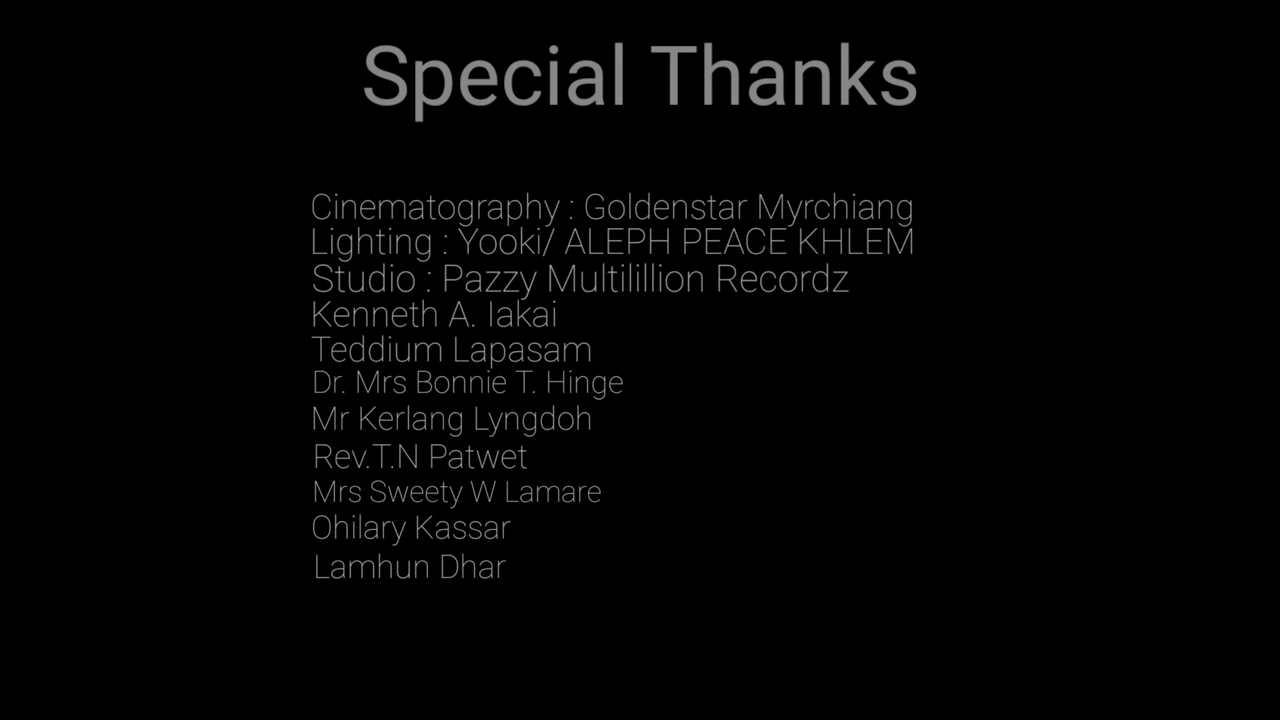 Special Thanks
Cinematography : Goldenstar Myrchiang
Lighting : Yooki/ ALEPH PEACE KHLEM
Studio : Pazzy Multilillion Recordz
Kenneth A. Iakai
Teddium Lapasam
Dr. Mrs Bonnie T. Hinge
Mr Kerlang Lyngdoh
Rev.T.N Patwet
Mrs Sweety W Lamare
Ohilary Kassar
Lamhun Dhar